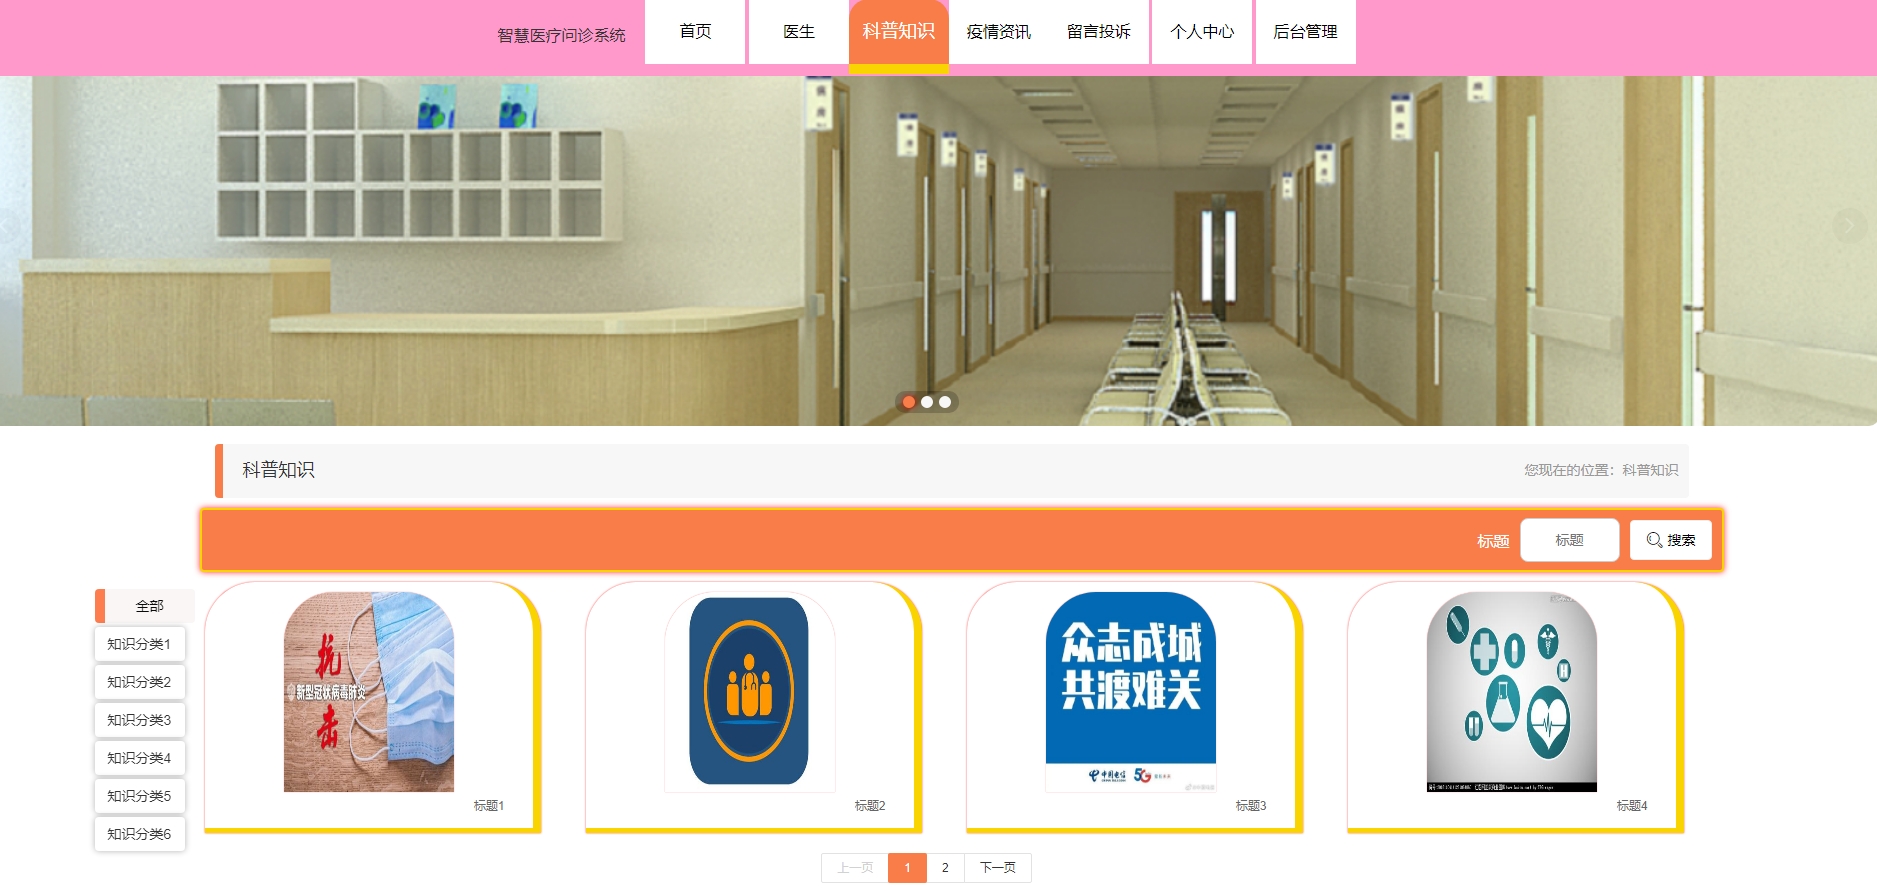 智慧医疗问诊系统
首页
医生
科普知识
疫情资讯
留言投诉
个人中心
后台管理
科普知识
您现在的位置：科普知识
标题
标题
搜索
全部
知识分类1
知识分类2
知识分类3
知识分类4
知识分类5
知识分类6
抗
新型冠状病毒肺炎
击
标题1
标题2
众志成城
共渡难关
中国电信
5G
标题3
标题4
上一页
1
2
下一页